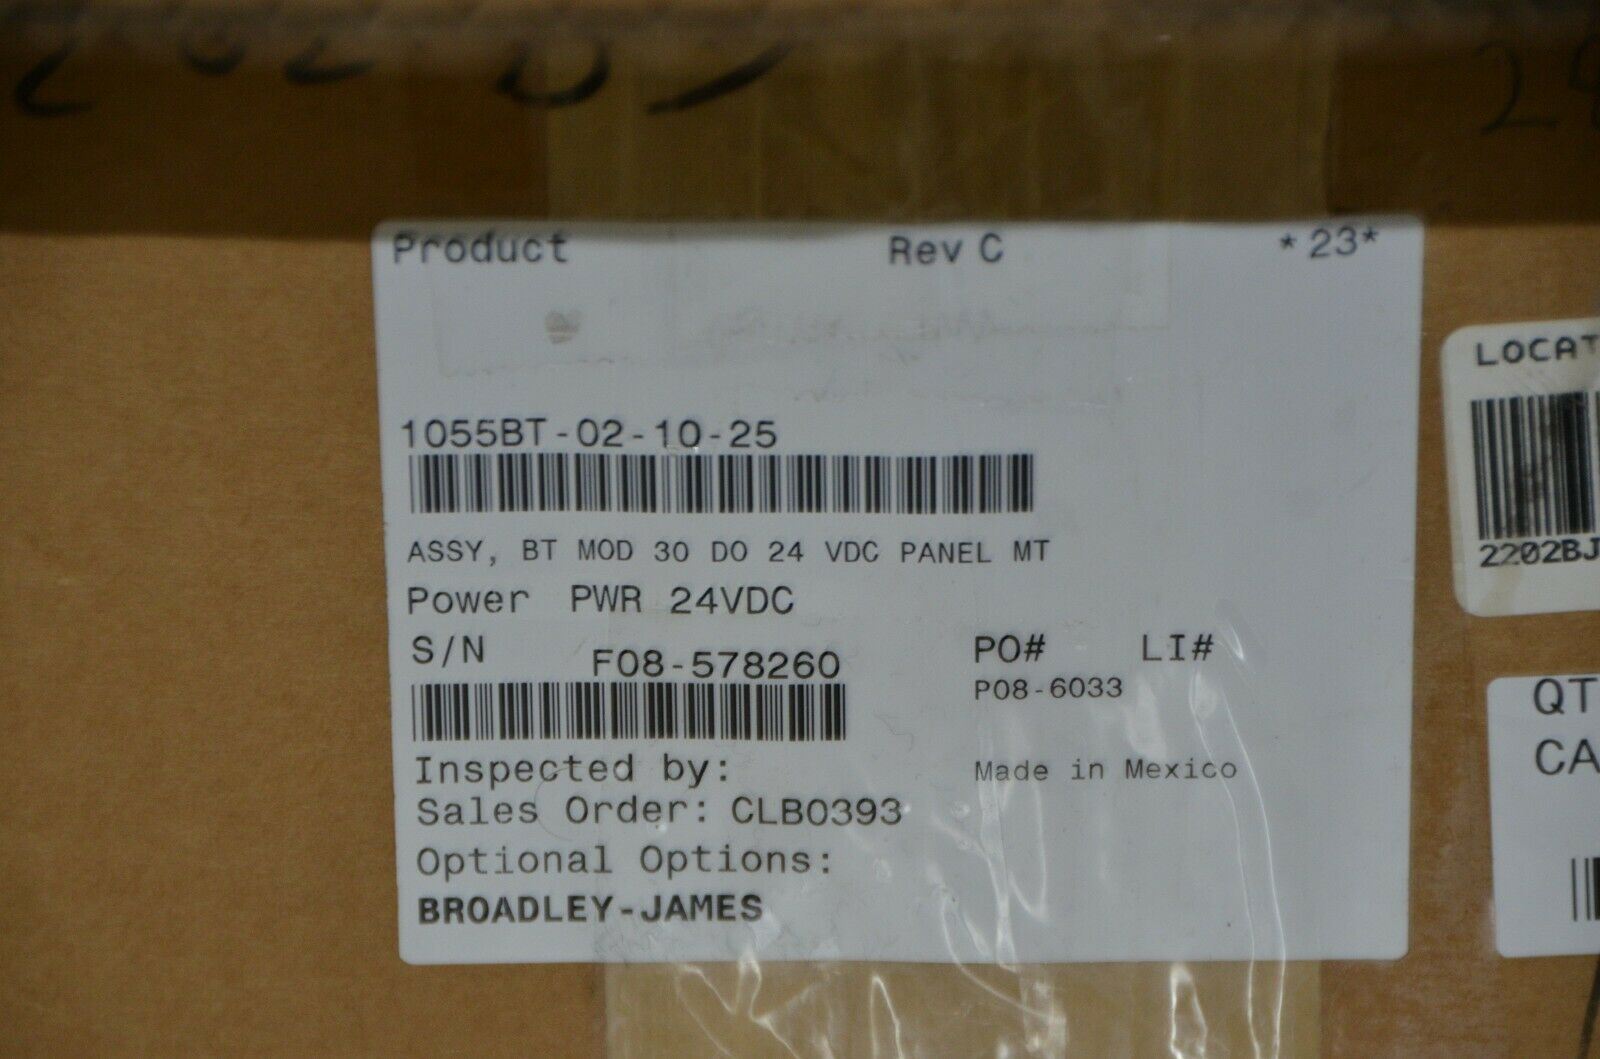 Product Rev C *23*
1055BT-02-10-25
ASSY, BT MOD 30 DO 24 VDC PANEL MT
Power PWR 24VDC
S/N F08-578260
PO# LI#
P08-6033
Inspected by:
Made in Mexico
Sales Order: CLB0393
Optional Options:
BROADLEY-JAMES
LOCAT
2202BJ
QT
CA